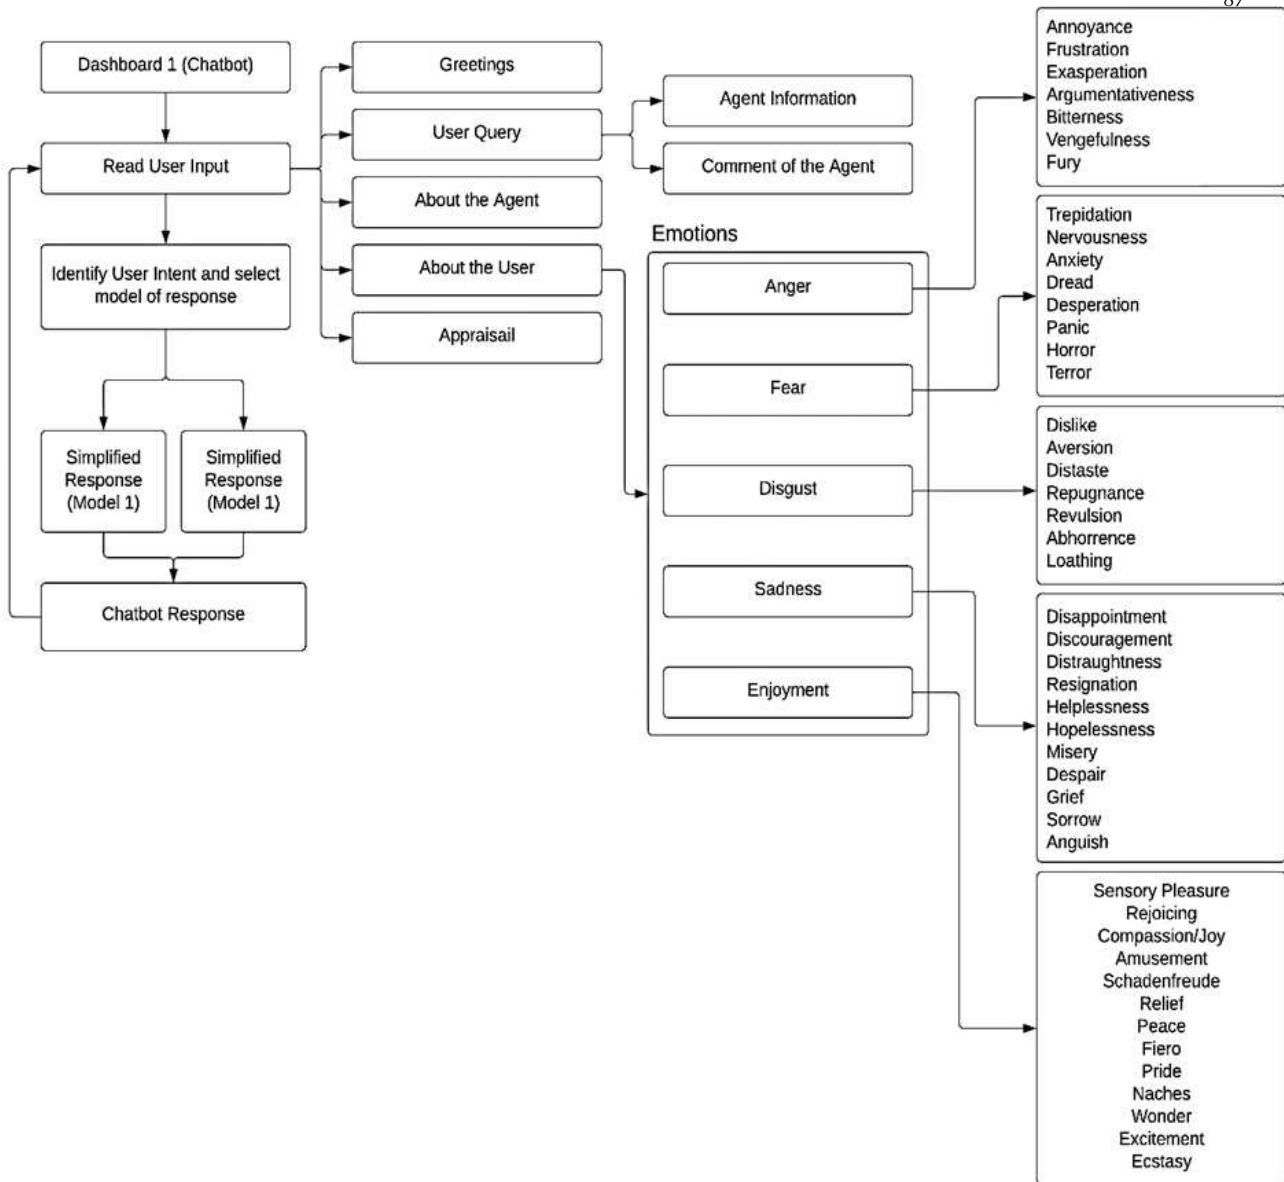 87
Dashboard 1 (Chatbot)
Read User Input
Identify User Intent and select
model of response
Simplified
Response
(Model 1)
Simplified
Response
(Model 1)
Chatbot Response
Greetings
User Query
About the Agent
About the User
Appraisail
Agent Information
Comment of the Agent
Emotions
Anger
Fear
Disgust
Sadness
Enjoyment
Annoyance
Frustration
Exasperation
Argumentativeness
Bitterness
Vengefulness
Fury
Trepidation
Nervousness
Anxiety
Dread
Desperation
Panic
Horror
Terror
Dislike
Aversion
Distaste
Repugnance
Revulsion
Abhorrence
Loathing
Disappointment
Discouragement
Distraughtness
Resignation
Helplessness
Hopelessness
Misery
Despair
Grief
Sorrow
Anguish
Sensory Pleasure
Rejoicing
Compassion/Joy
Amusement
Schadenfreude
Relief
Peace
Fiero
Pride
Naches
Wonder
Excitement
Ecstasy